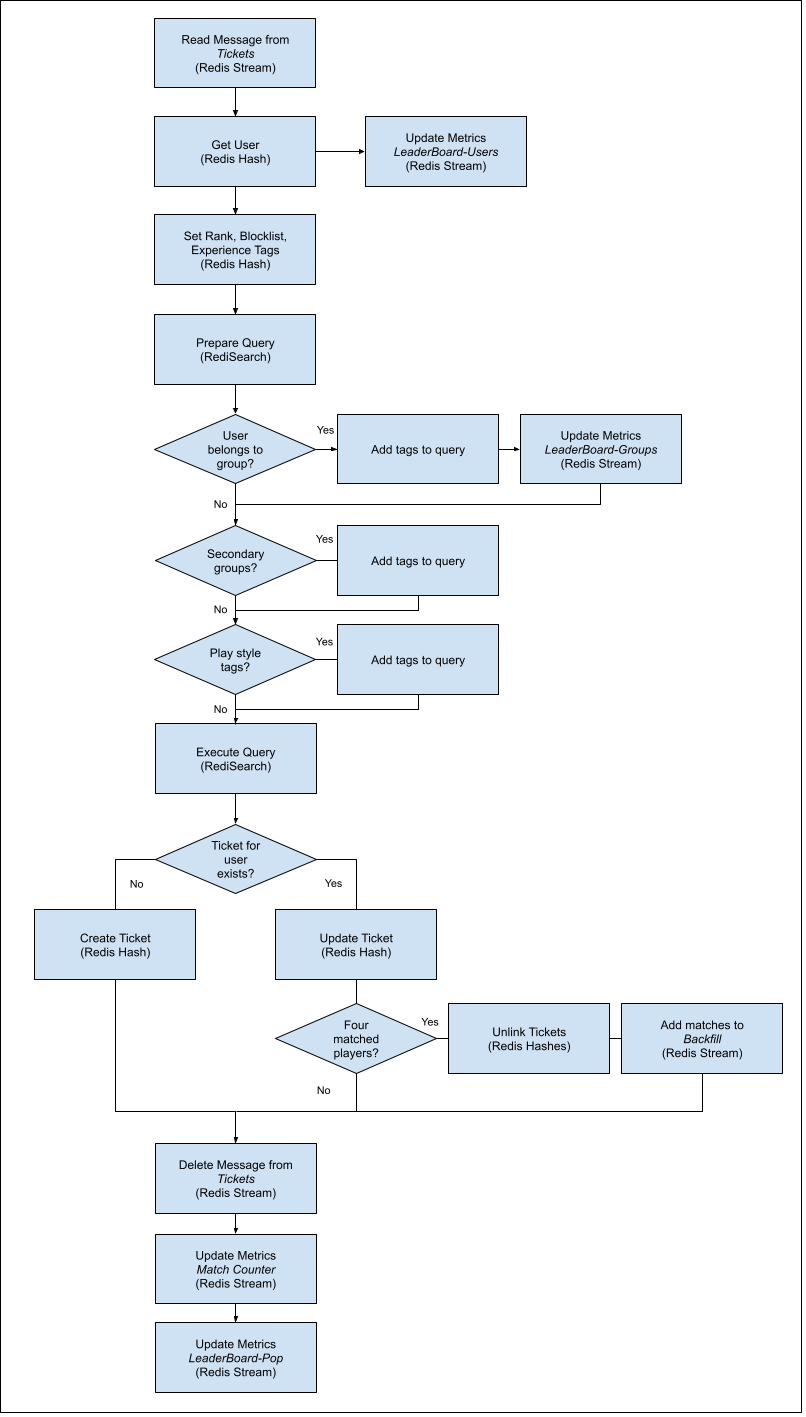 Read Message from
Tickets
(Redis Stream)
Get User
(Redis Hash)
Update Metrics
LeaderBoard-Users
(Redis Stream)
Set Rank, Blocklist,
Experience Tags
(Redis Hash)
Prepare Query
(RediSearch)
User
belongs to
group?
Yes
Add tags to query
Update Metrics
LeaderBoard-Groups
(Redis Stream)
No
Secondary
groups?
Yes
Add tags to query
No
Play style
tags?
Yes
Add tags to query
No
Execute Query
(RediSearch)
Ticket for
user
exists?
No
Yes
Create Ticket
(Redis Hash)
Update Ticket
(Redis Hash)
Four
matched
players?
Yes
Unlink Tickets
(Redis Hashes)
Add matches to
Backfill
(Redis Stream)
No
Delete Message from
Tickets
(Redis Stream)
Update Metrics
Match Counter
(Redis Stream)
Update Metrics
LeaderBoard-Pop
(Redis Stream)